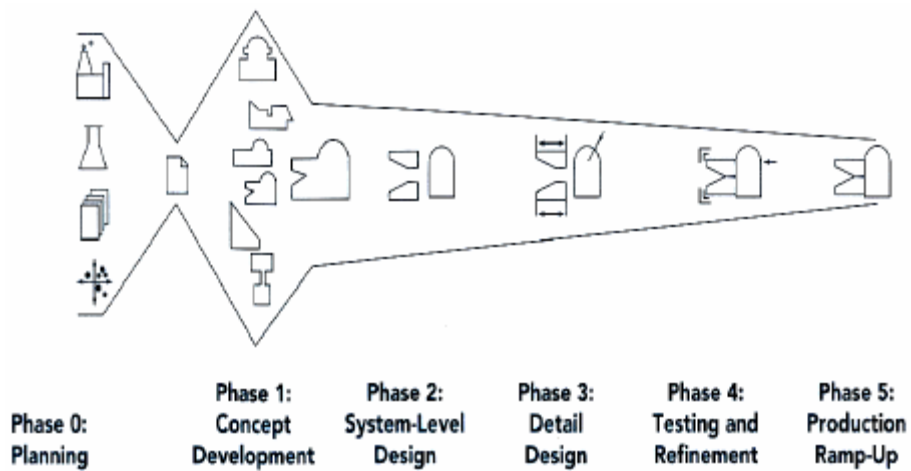 Phase 0:
Planning
Phase 1:
Concept
Development
Phase 2:
System-Level
Design
Phase 3:
Detail
Design
Phase 4:
Testing and
Refinement
Phase 5:
Production
Ramp-Up